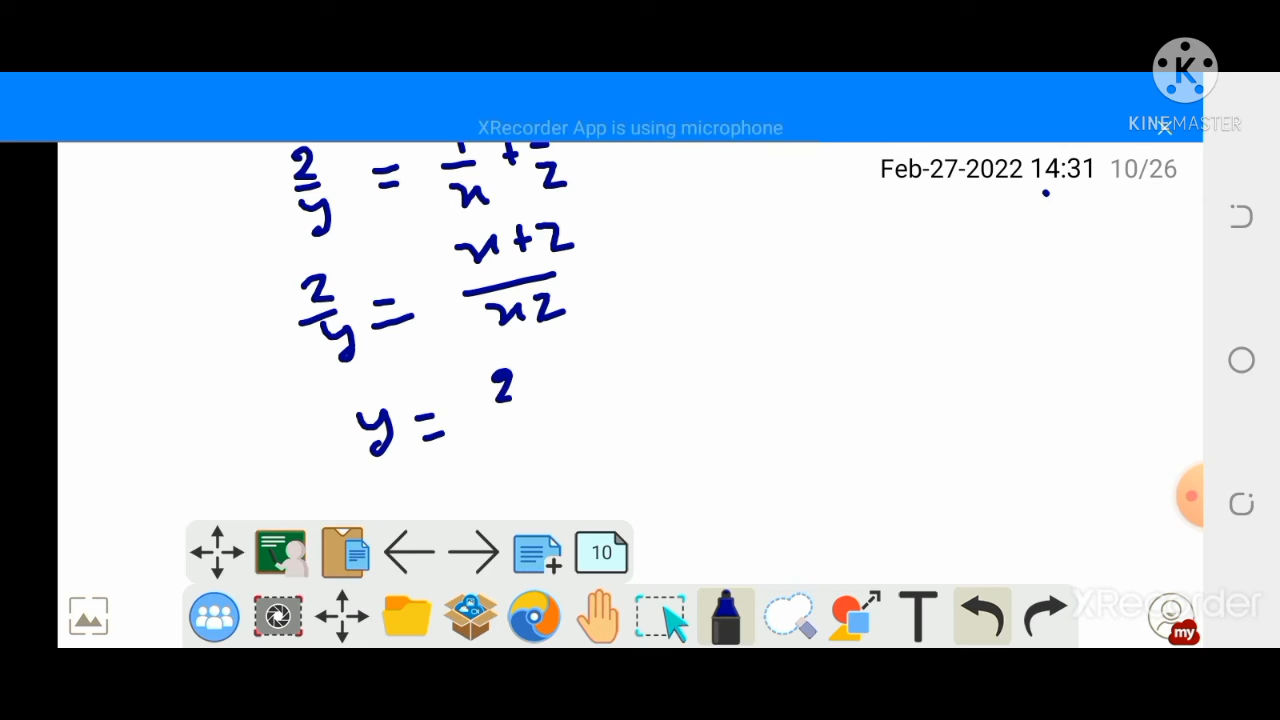 KINEMASTER
XRecorder App is using microphone
Feb-27-2022 14:31 10/26
2/y = 1/x + 1/z
2/y = x+z/xz
y = 2
10
T
XRecorder
my